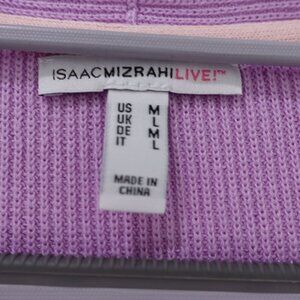 ISAACMIZRAHILIVE!™
US M
UK L
DE M
IT L
MADE IN
CHINA